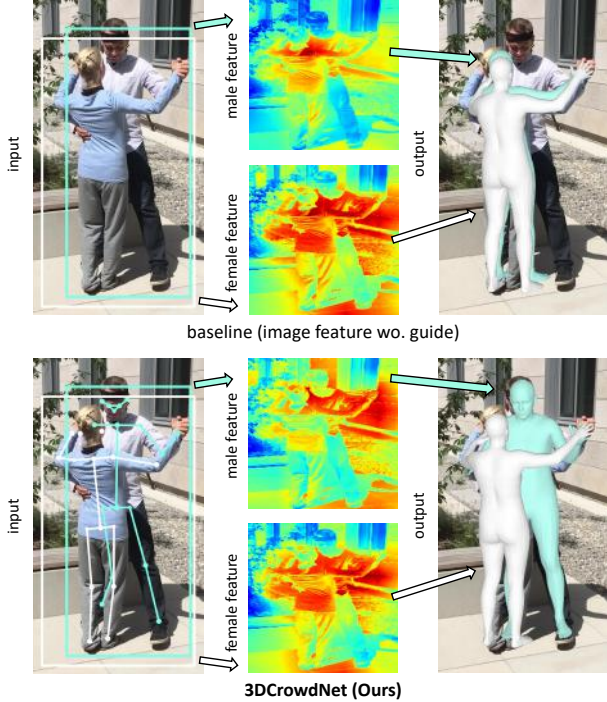 input
male feature
female feature
output
baseline (image feature wo. guide)
input
male feature
female feature
output
3DCrowdNet (Ours)